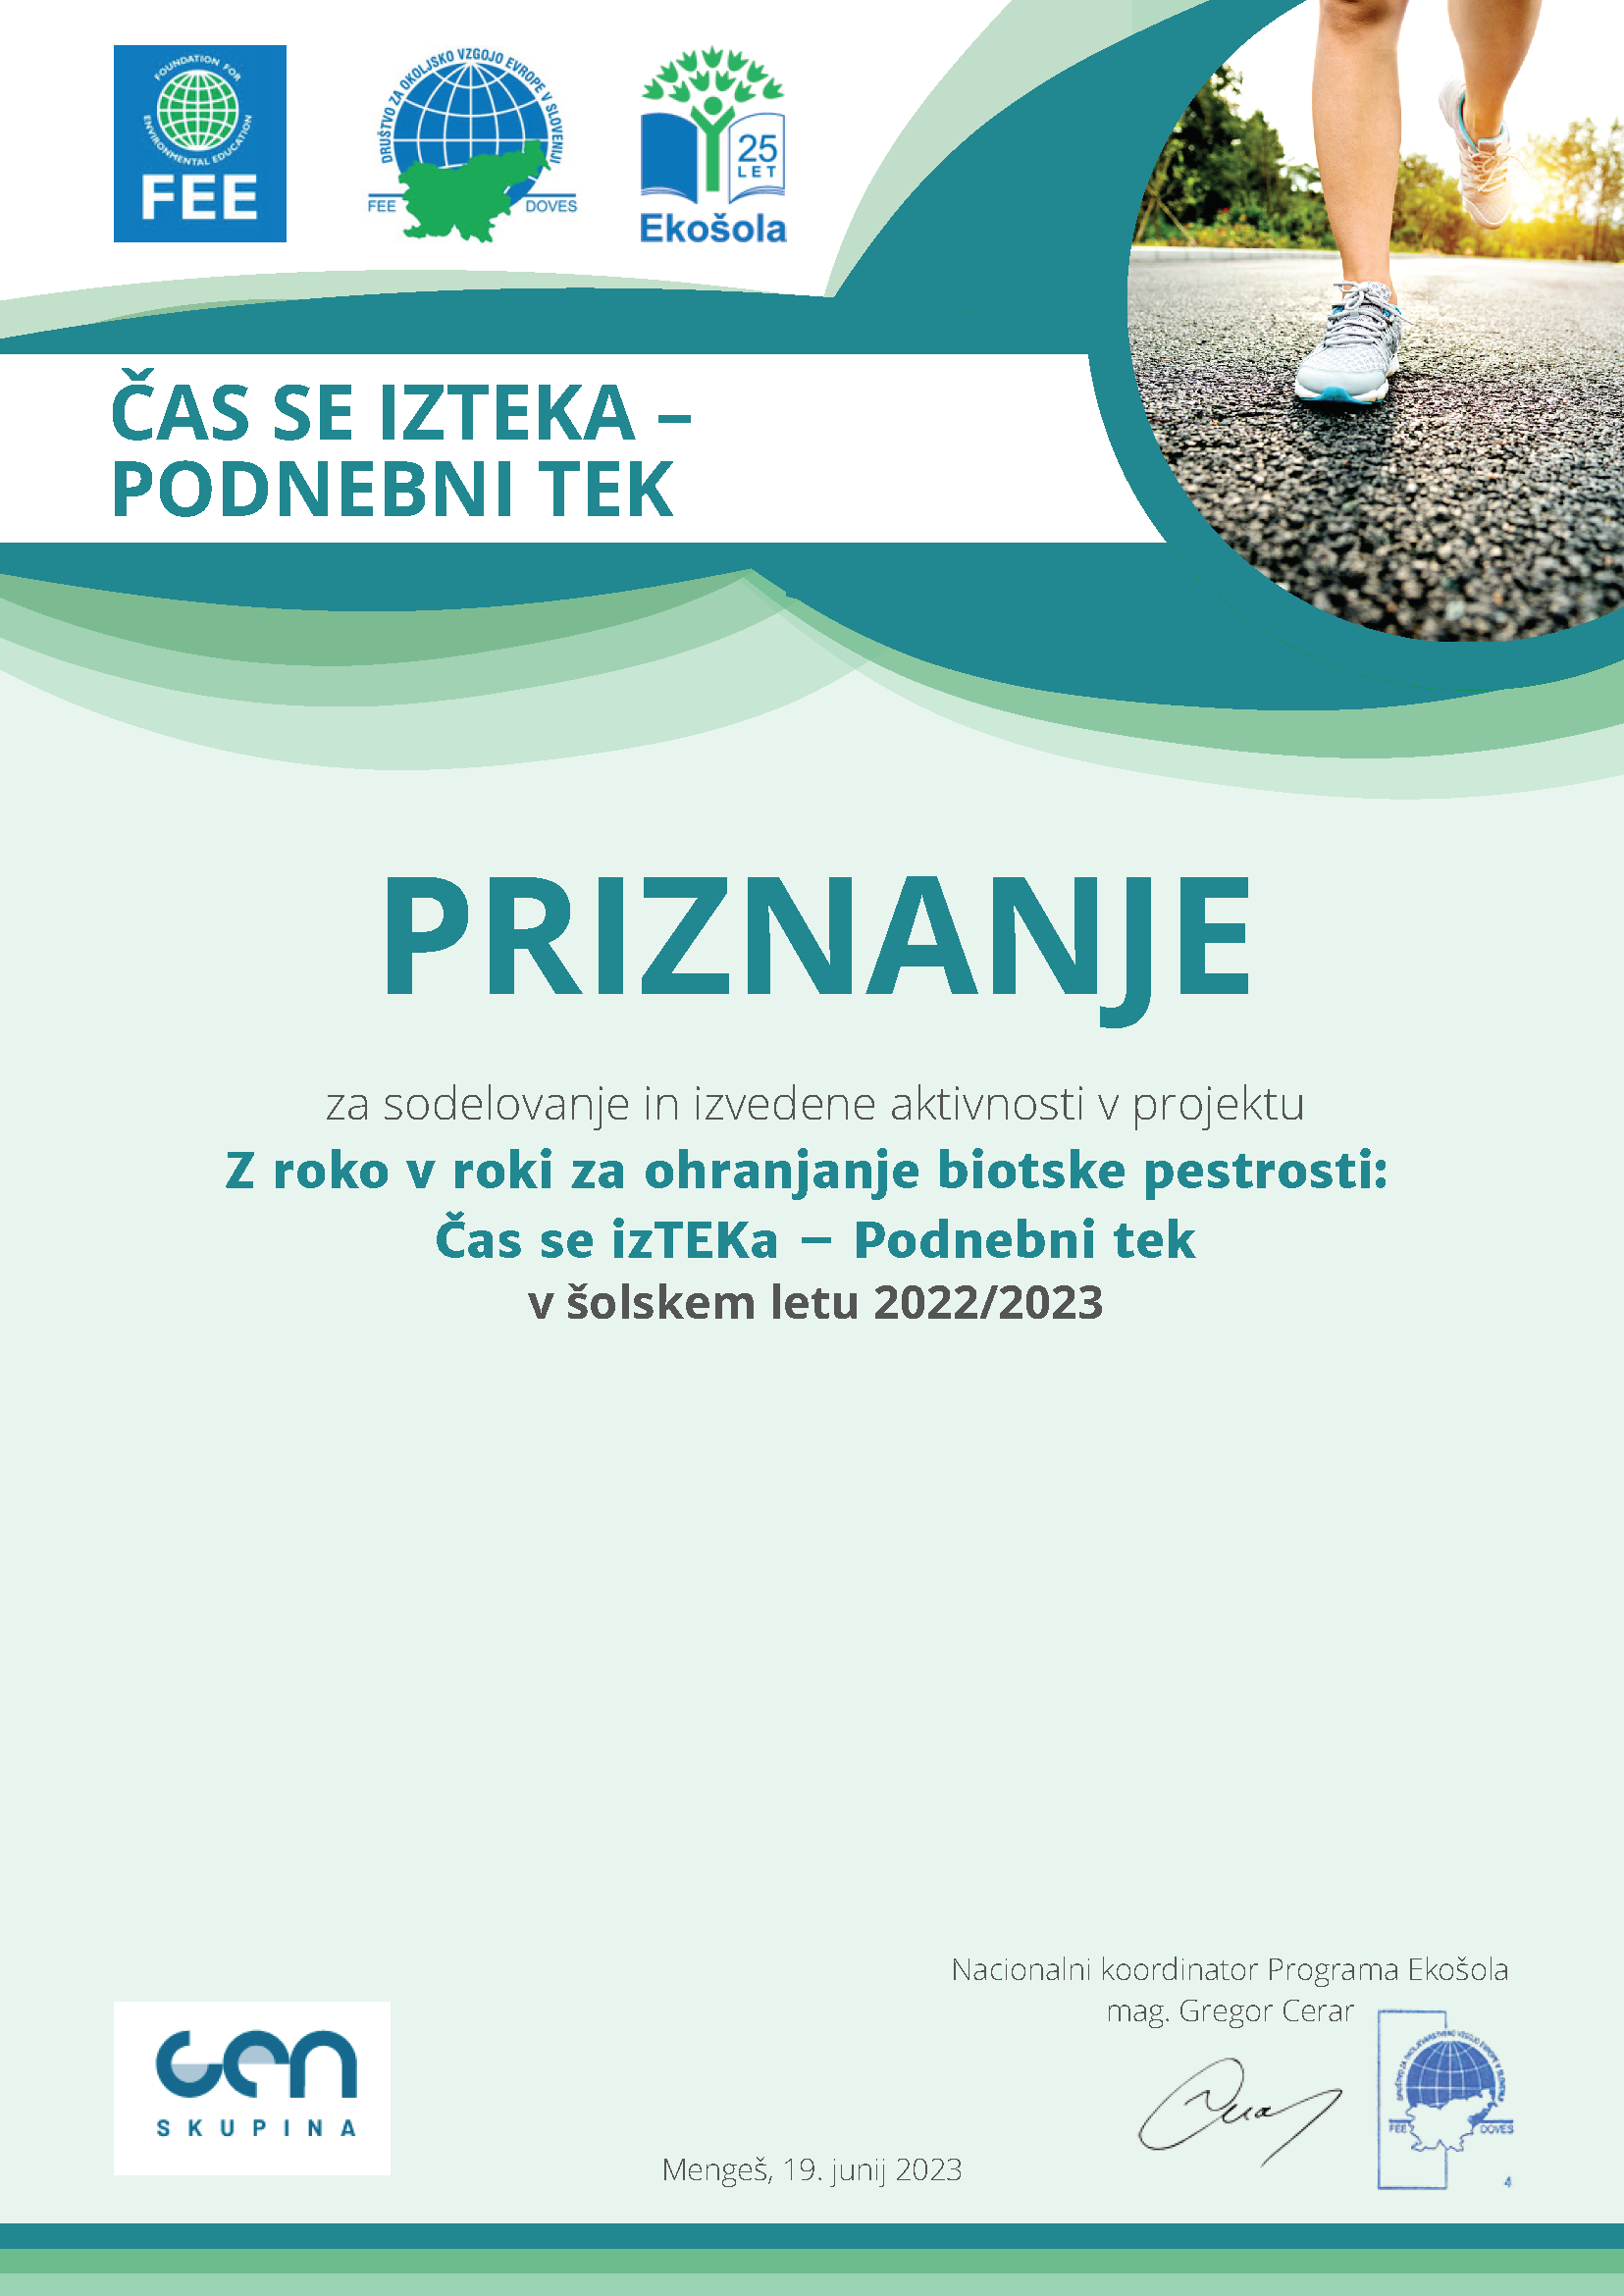 FOUNDATION FOR
ENVIRONMENTAL EDUCATION
FEE
DRUŠTVO ZA OKOLJSKO VZGOJO EVROPE V SLOVENIJI
FEE DOVES
25
LET
Ekošola
ČAS SE IZTEKA –
PODNEBNI TEK
PRIZNANJE
za sodelovanje in izvedene aktivnosti v projektu
Z roko v roki za ohranjanje biotske pestrosti:
Čas se izTEKa – Podnebni tek
v šolskem letu 2022/2023
Nacionalni koordinator Programa Ekošola
mag. Gregor Cerar
gen
SKUPINA
FEE DOVES
4
Mengeš, 19. junij 2023